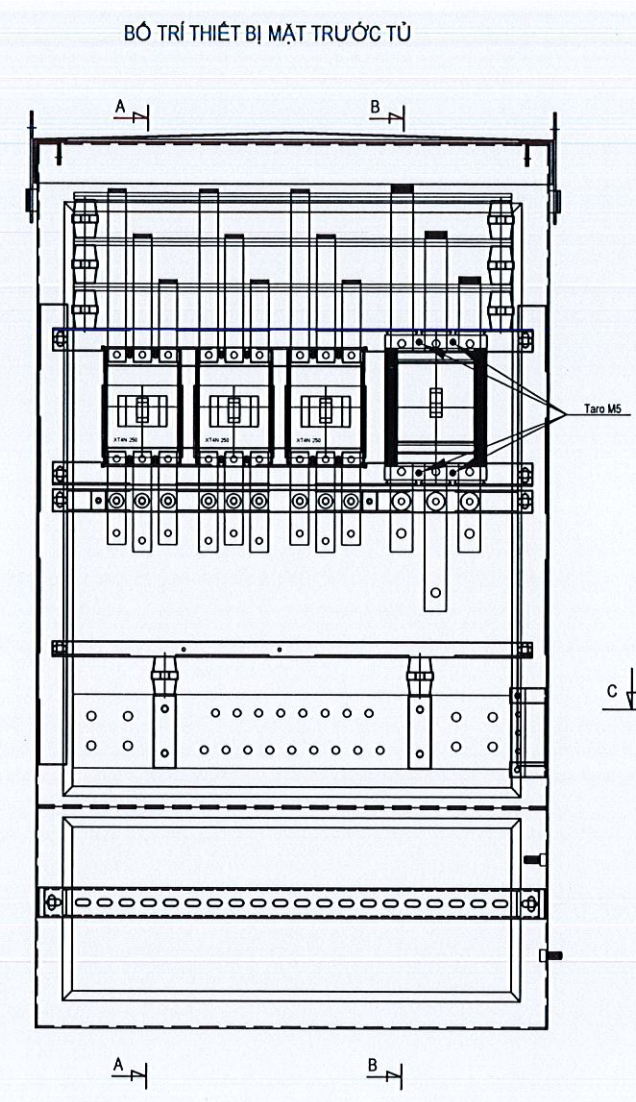 BỐ TRÍ THIẾT BỊ MẶT TRƯỚC TỦ
A
B
Taro M5
XT4N 250
XT4N 250
XT4N 250
C
A
B